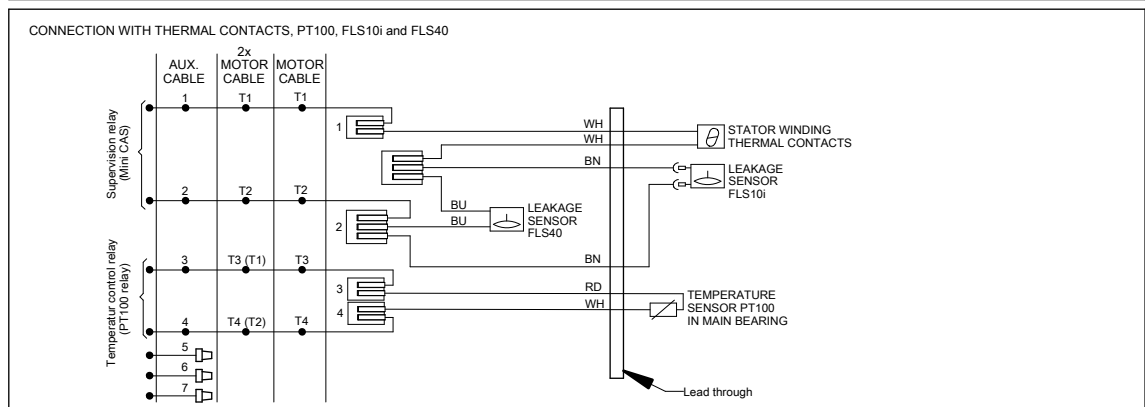 CONNECTION WITH THERMAL CONTACTS, PT100, FLS10i and FLS40
AUX.
CABLE
2x
MOTOR
CABLE
MOTOR
CABLE
Supervision relay
(Mini CAS)
1 T1 T1
1
WH
WH
STATOR WINDING
THERMAL CONTACTS
BN
LEAKAGE
SENSOR
FLS10i
2 T2 T2
BU
BU
LEAKAGE
SENSOR
FLS40
2
BN
Temperatur control relay
(PT100 relay)
3 T3 (T1) T3
3
RD
4
WH
TEMPERATURE
SENSOR PT100
IN MAIN BEARING
4 T4 (T2) T4
5
6
7
Lead through